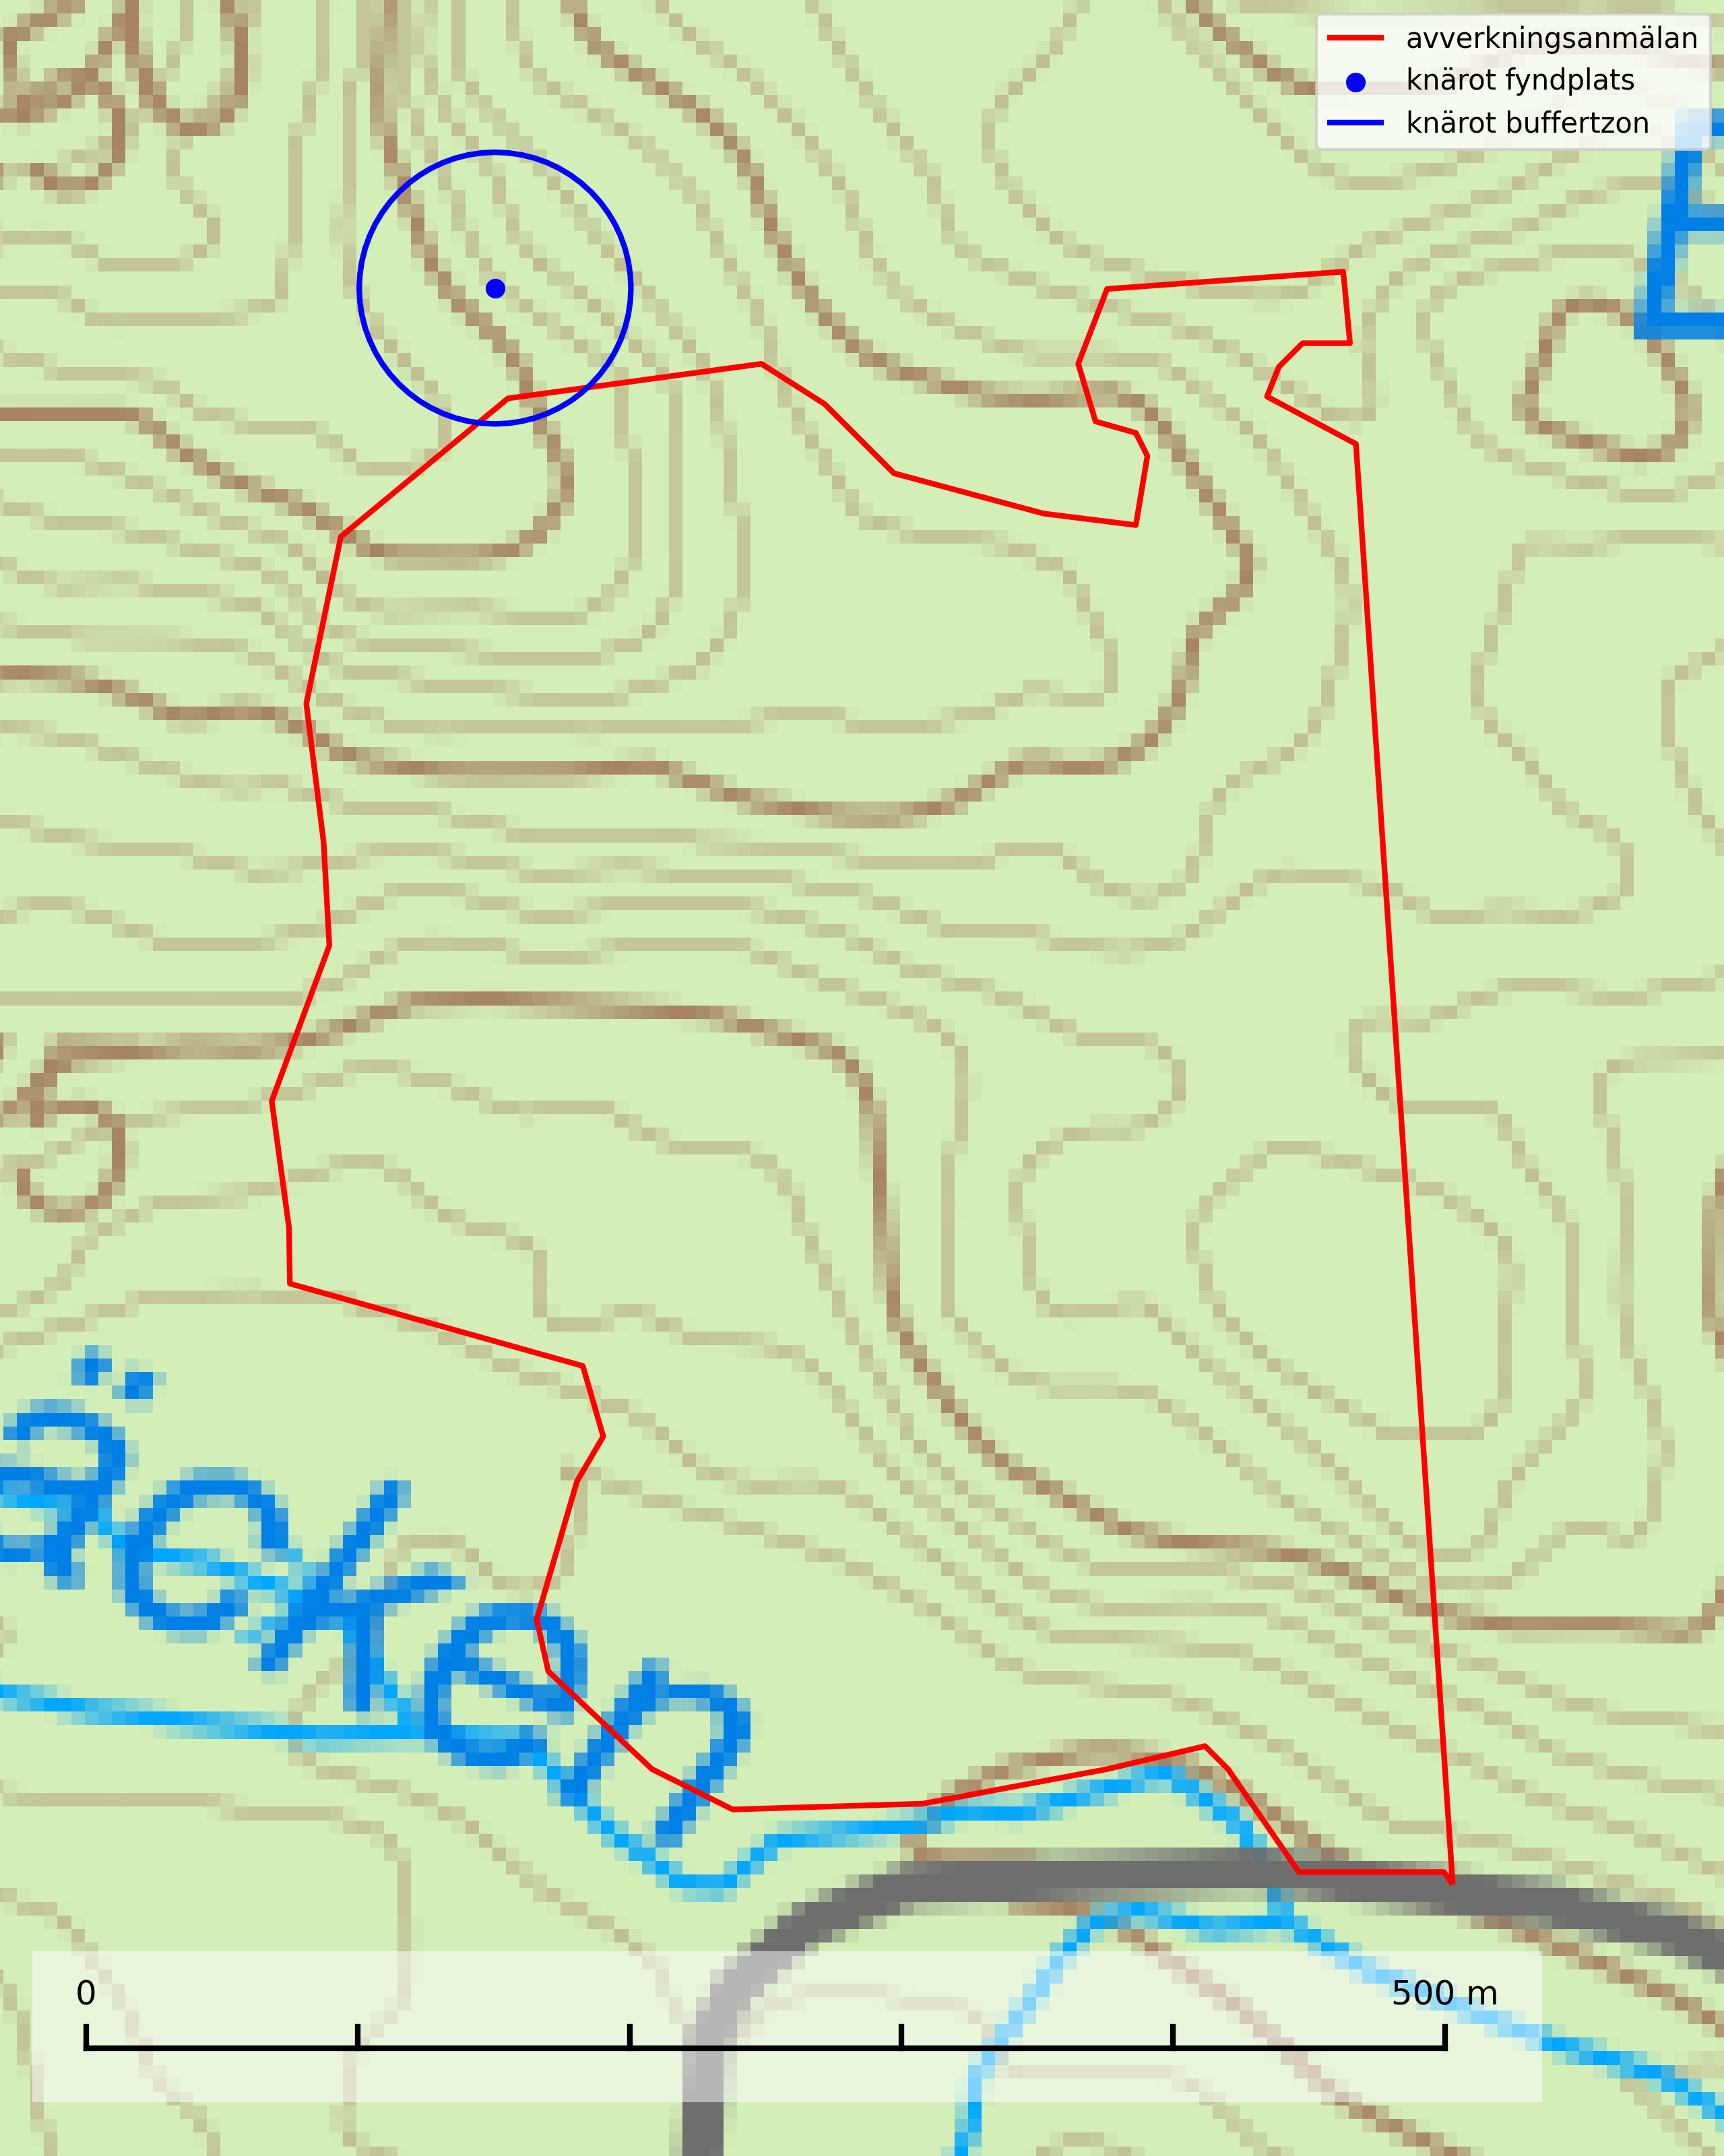 avverkningsanmälan
knärot fyndplats
knärot buffertzon
0
500 m